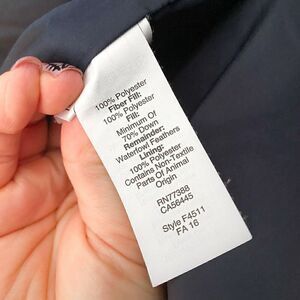 100% Polyester
Fiber Fill:
100% Polyester
Fill:
Minimum Of
70% Down
Remainder:
Waterfowl Feathers
Lining:
100% Polyester
Contains Non-Textile
Parts Of Animal
Origin
RN77388
CA56445
Style F4511
FA 16